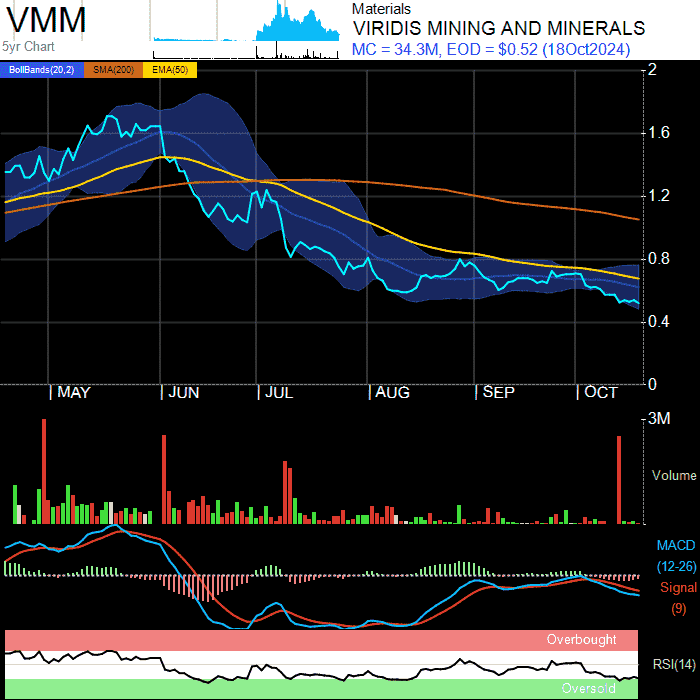 VMM
5yr Chart
Materials
VIRIDIS MINING AND MINERALS
MC = 34.3M, EOD = $0.52 (18Oct2024)
BollBands(20,2) SMA(200) EMA(50)
2
1.6
1.2
0.8
0.4
0
MAY JUN JUL AUG SEP OCT
3M
Volume
MACD
(12-26)
Signal
(9)
Overbought
RSI(14)
Oversold